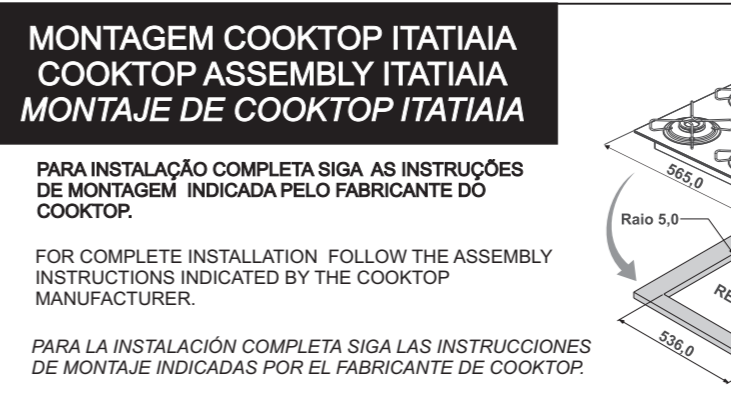 MONTAGEM COOKTOP ITATIAIA
COOKTOP ASSEMBLY ITATIAIA
MONTAJE DE COOKTOP ITATIAIA
PARA INSTALAÇÃO COMPLETA SIGA AS INSTRUÇÕES
DE MONTAGEM INDICADA PELO FABRICANTE DO
COOKTOP.
FOR COMPLETE INSTALLATION FOLLOW THE ASSEMBLY
INSTRUCTIONS INDICATED BY THE COOKTOP
MANUFACTURER.
PARA LA INSTALACIÓN COMPLETA SIGA LAS INSTRUCCIONES
DE MONTAJE INDICADAS POR EL FABRICANTE DE COOKTOP.
565,0
Raio 5,0
536,0